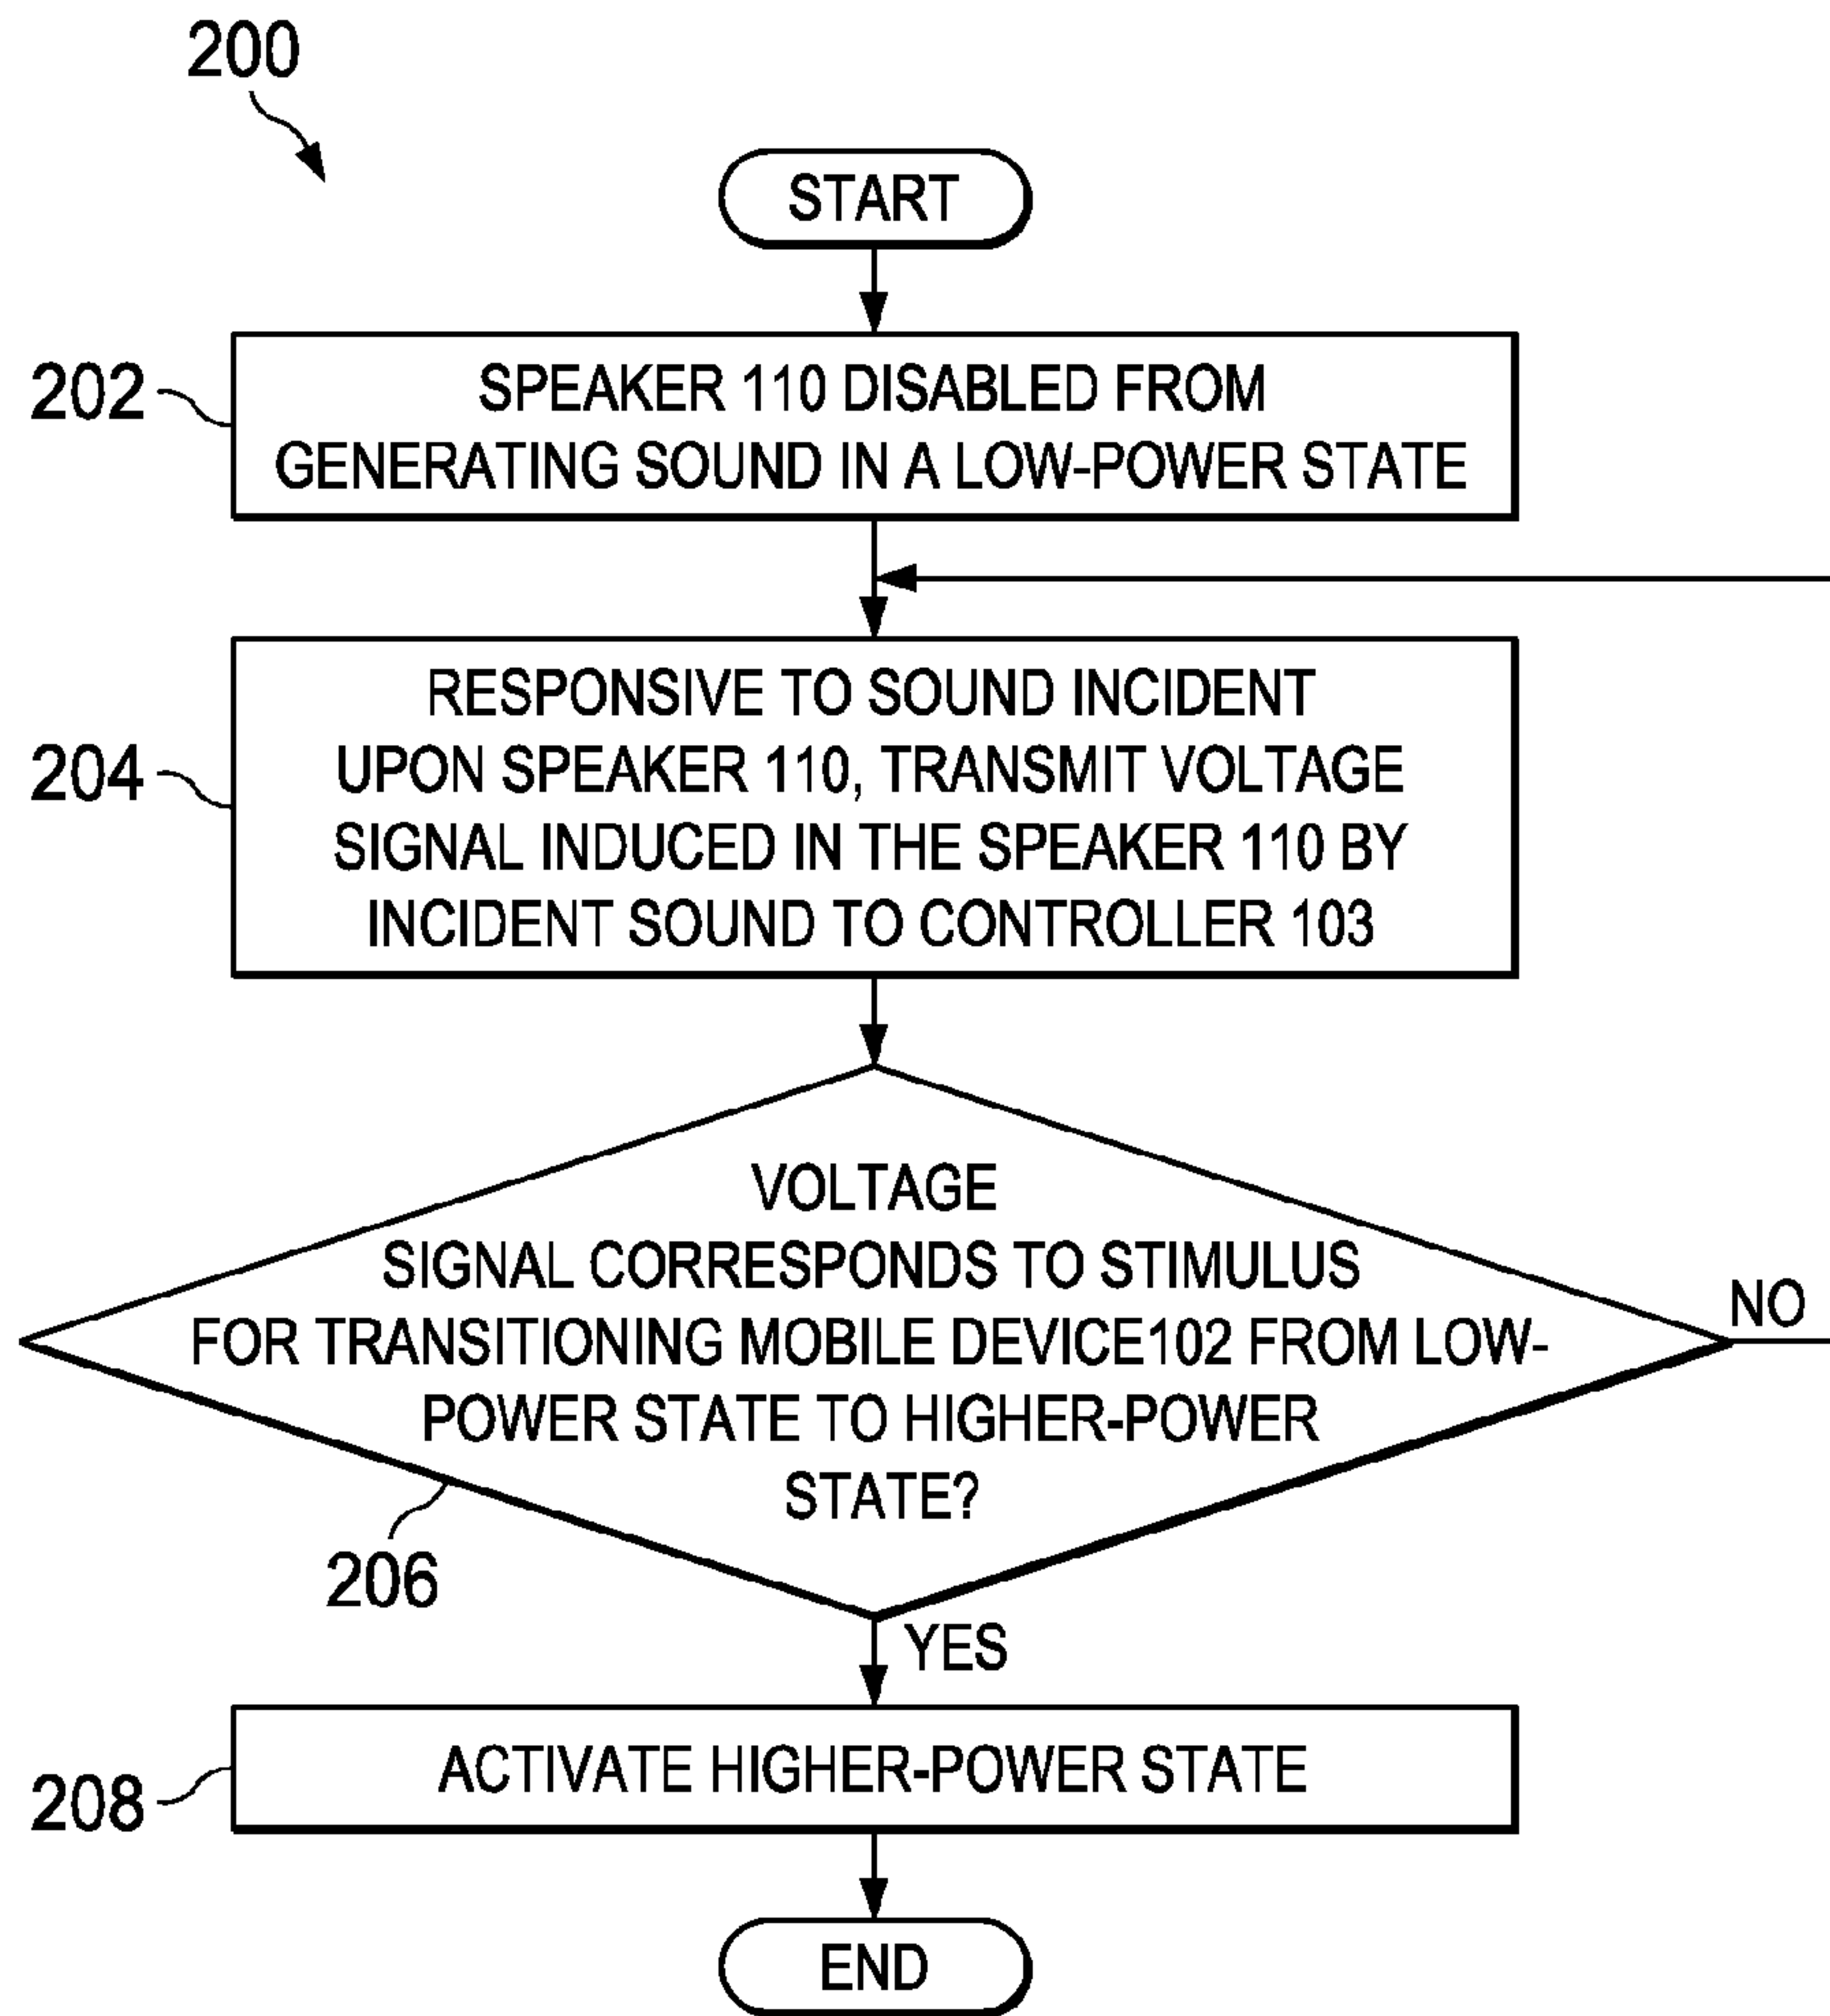 200
START
202
SPEAKER 110 DISABLED FROM
GENERATING SOUND IN A LOW-POWER STATE
204
RESPONSIVE TO SOUND INCIDENT
UPON SPEAKER 110, TRANSMIT VOLTAGE
SIGNAL INDUCED IN THE SPEAKER 110 BY
INCIDENT SOUND TO CONTROLLER 103
VOLTAGE
SIGNAL CORRESPONDS TO STIMULUS
FOR TRANSITIONING MOBILE DEVICE102 FROM LOW-
POWER STATE TO HIGHER-POWER
STATE?
NO
206
YES
208
ACTIVATE HIGHER-POWER STATE
END